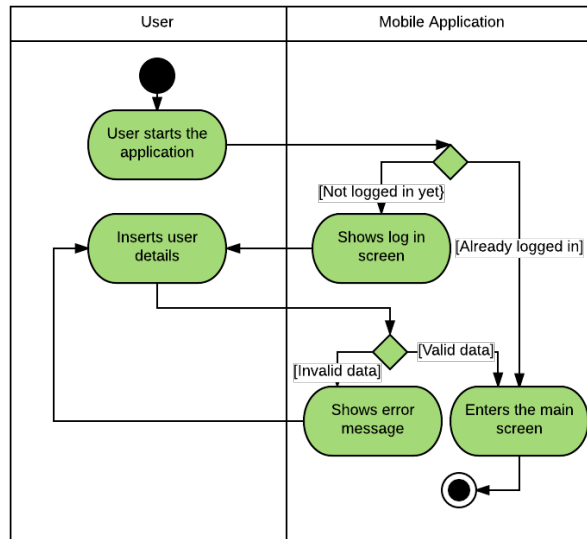 User
Mobile Application
User starts the
application
[Not logged in yet}
Inserts user
details
Shows log in
screen
[Already logged in]
[Valid data]
[Invalid data]
Shows error
message
Enters the main
screen